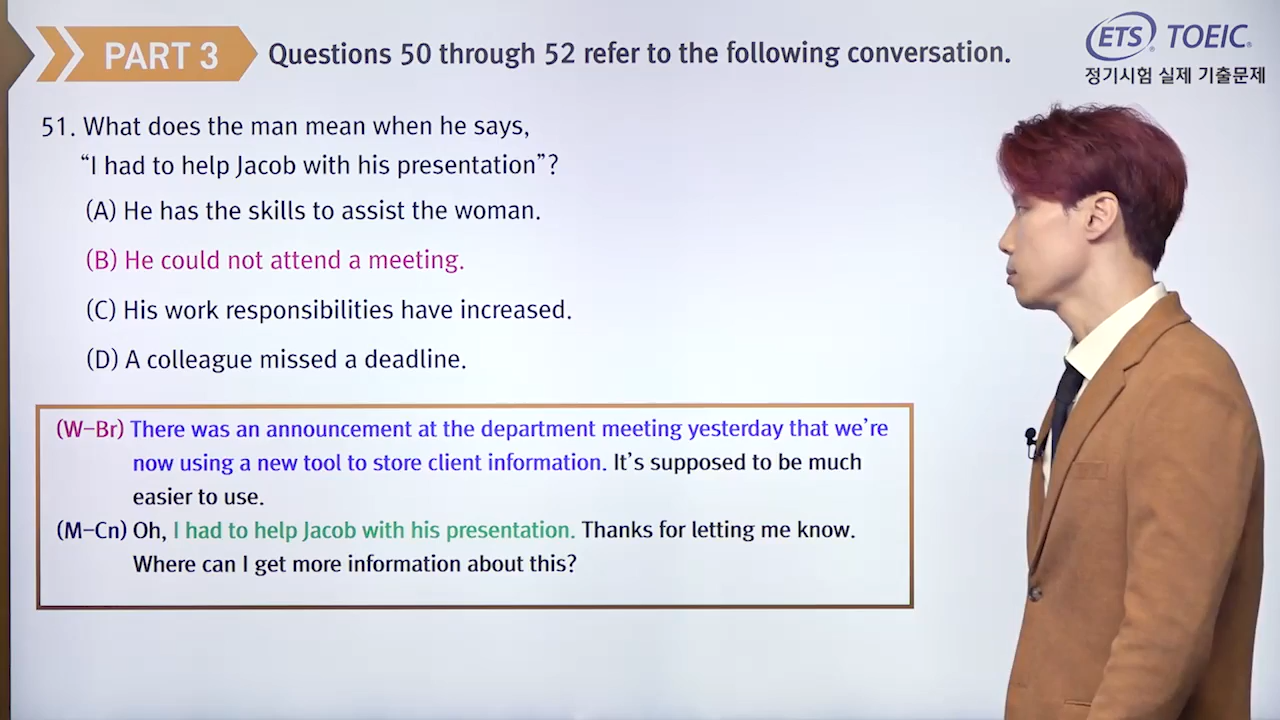 PART 3
Questions 50 through 52 refer to the following conversation.
ETS® TOEIC®
정기시험 실제 기출문제
51. What does the man mean when he says,
“I had to help Jacob with his presentation”?
(A) He has the skills to assist the woman.
(B) He could not attend a meeting.
(C) His work responsibilities have increased.
(D) A colleague missed a deadline.
(W–Br) There was an announcement at the department meeting yesterday that we’re
now using a new tool to store client information. It’s supposed to be much
easier to use.
(M–Cn) Oh, I had to help Jacob with his presentation. Thanks for letting me know.
Where can I get more information about this?